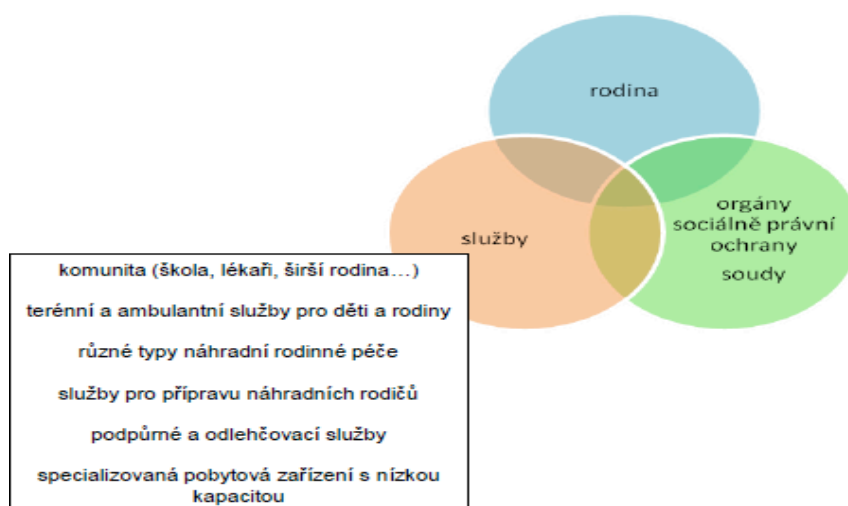 rodina
orgány
sociálně právní
ochrany
soudy
služby
komunita (škola, lékaři, širší rodina…)
terénní a ambulantní služby pro děti a rodiny
různé typy náhradní rodinné péče
služby pro přípravu náhradních rodičů
podpůrné a odlehčovací služby
specializovaná pobytová zařízení s nízkou
kapacitou